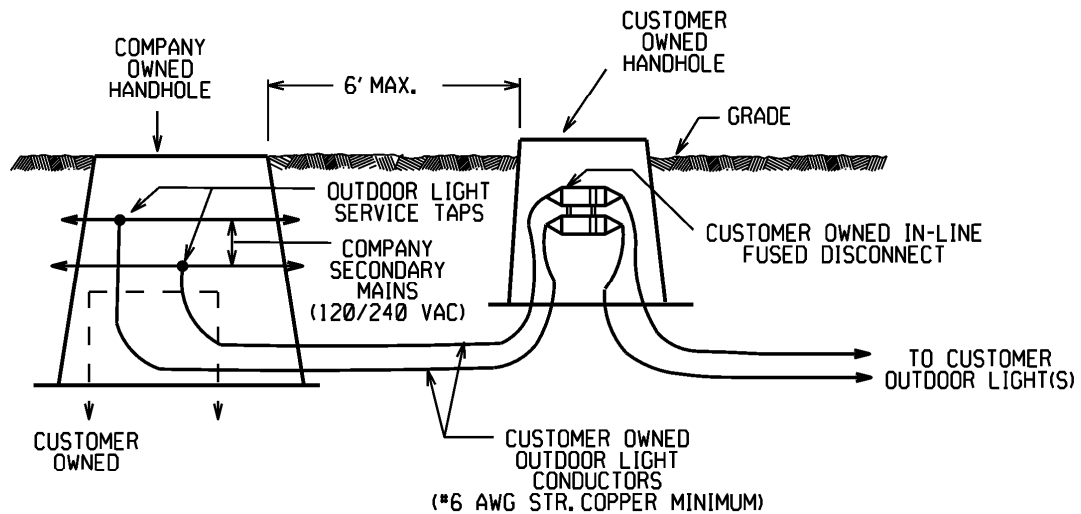 COMPANY
OWNED
HANDHOLE
6' MAX.
CUSTOMER
OWNED
HANDHOLE
GRADE
OUTDOOR LIGHT
SERVICE TAPS
COMPANY
SECONDARY
MAINS
(120/240 VAC)
CUSTOMER OWNED IN-LINE
FUSED DISCONNECT
TO CUSTOMER
OUTDOOR LIGHT(S)
CUSTOMER
OWNED
CUSTOMER OWNED
OUTDOOR LIGHT
CONDUCTORS
(#6 AWG STR. COPPER MINIMUM)